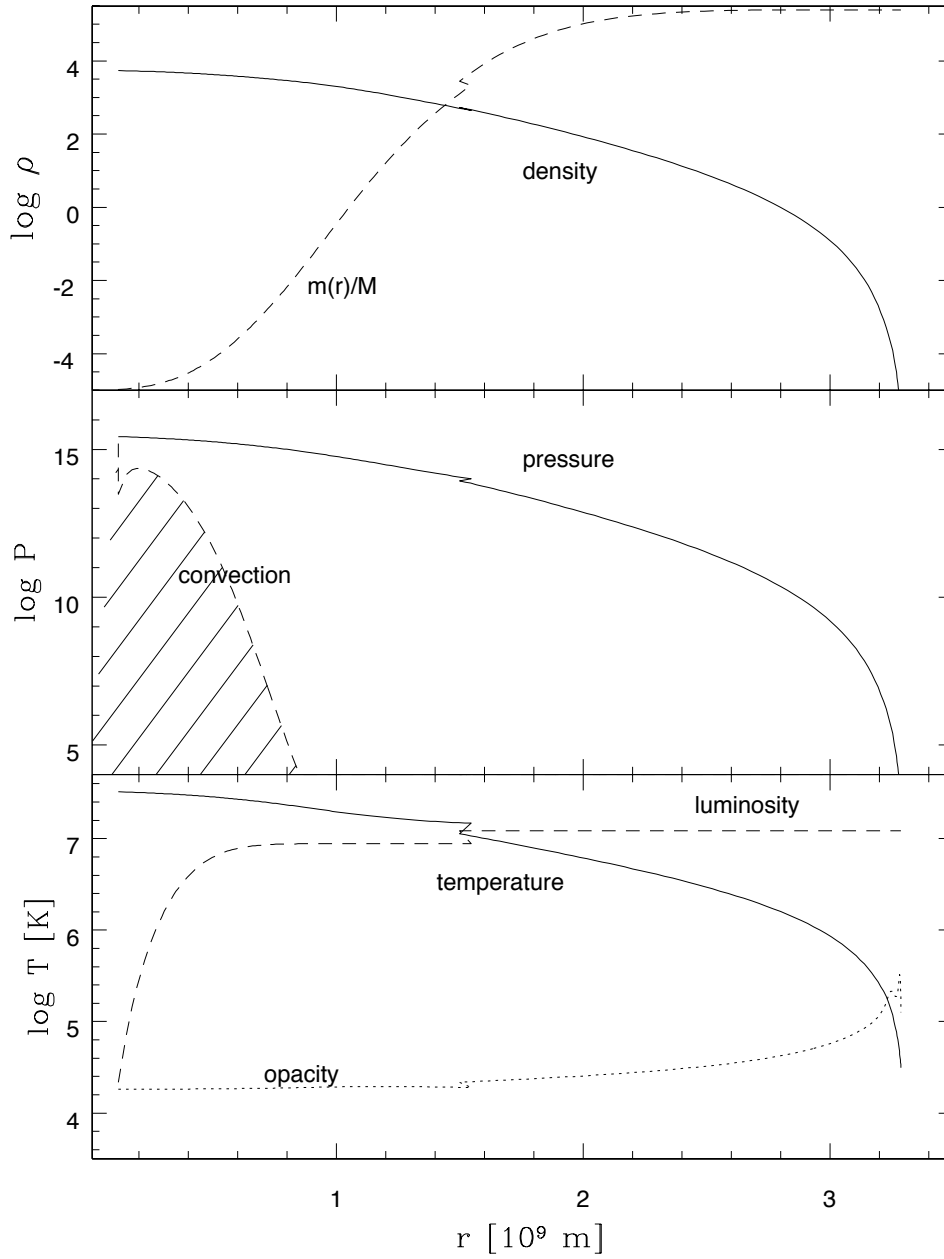 4
2
0
-2
-4
log ρ
density
m(r)/M
15
10
5
log P
pressure
convection
7
6
5
4
log T [K]
luminosity
temperature
opacity
1
2
3
r [10⁹ m]